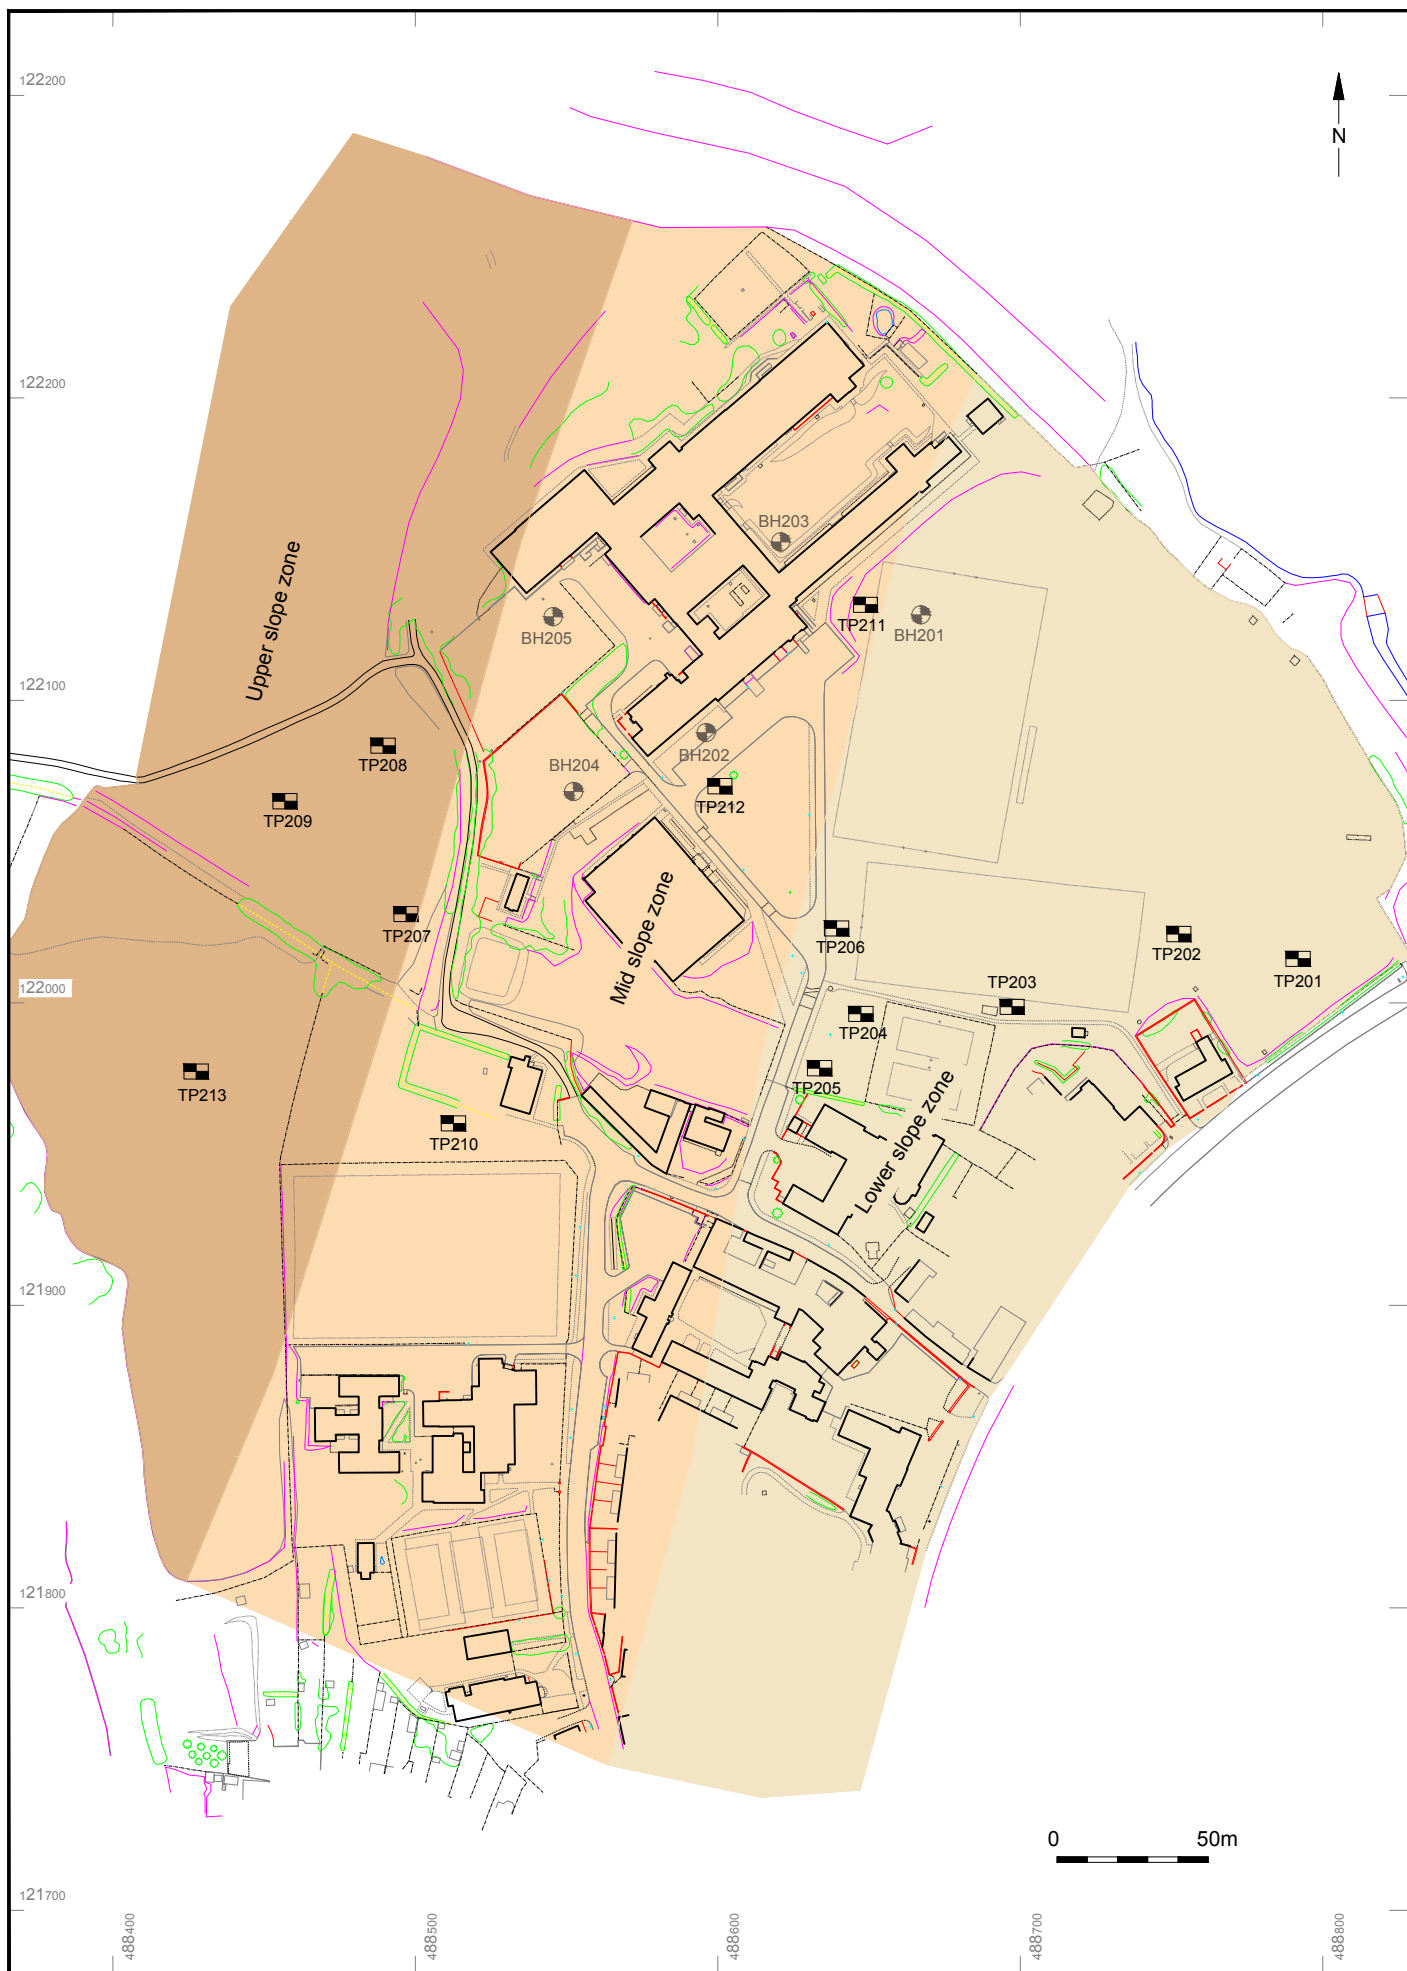 122200
N
122200
BH203
Upper slope zone
TP211
BH201
BH205
122100
BH202
TP208
BH204
TP212
TP209
Mid slope zone
TP207
TP206
TP202
TP201
122000
TP203
TP204
TP205
TP213
TP210
Lower slope zone
121900
121800
0 50m
121700
488400
488500
488600
488700
488800